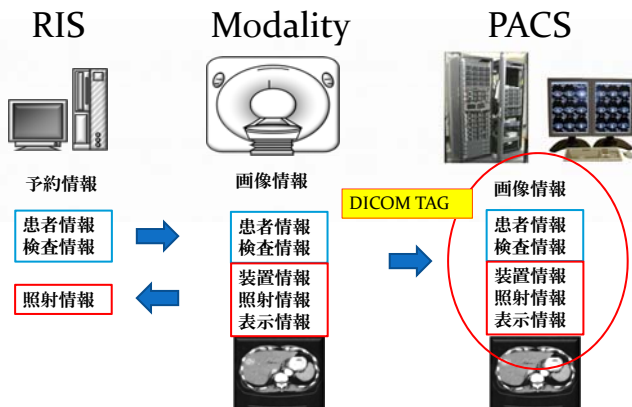 RIS
Modality
PACS
予約情報
画像情報
画像情報
DICOM TAG
患者情報
検査情報
患者情報
検査情報
患者情報
検査情報
照射情報
装置情報
照射情報
表示情報
装置情報
照射情報
表示情報